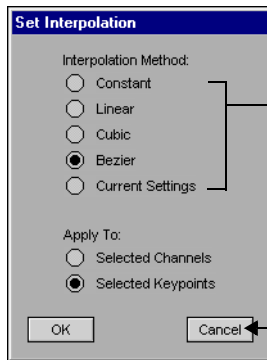 Set Interpolation
Interpolation Method:
Constant
Linear
Cubic
Bezier
Current Settings
Apply To:
Selected Channels
Selected Keypoints
OK
Cancel